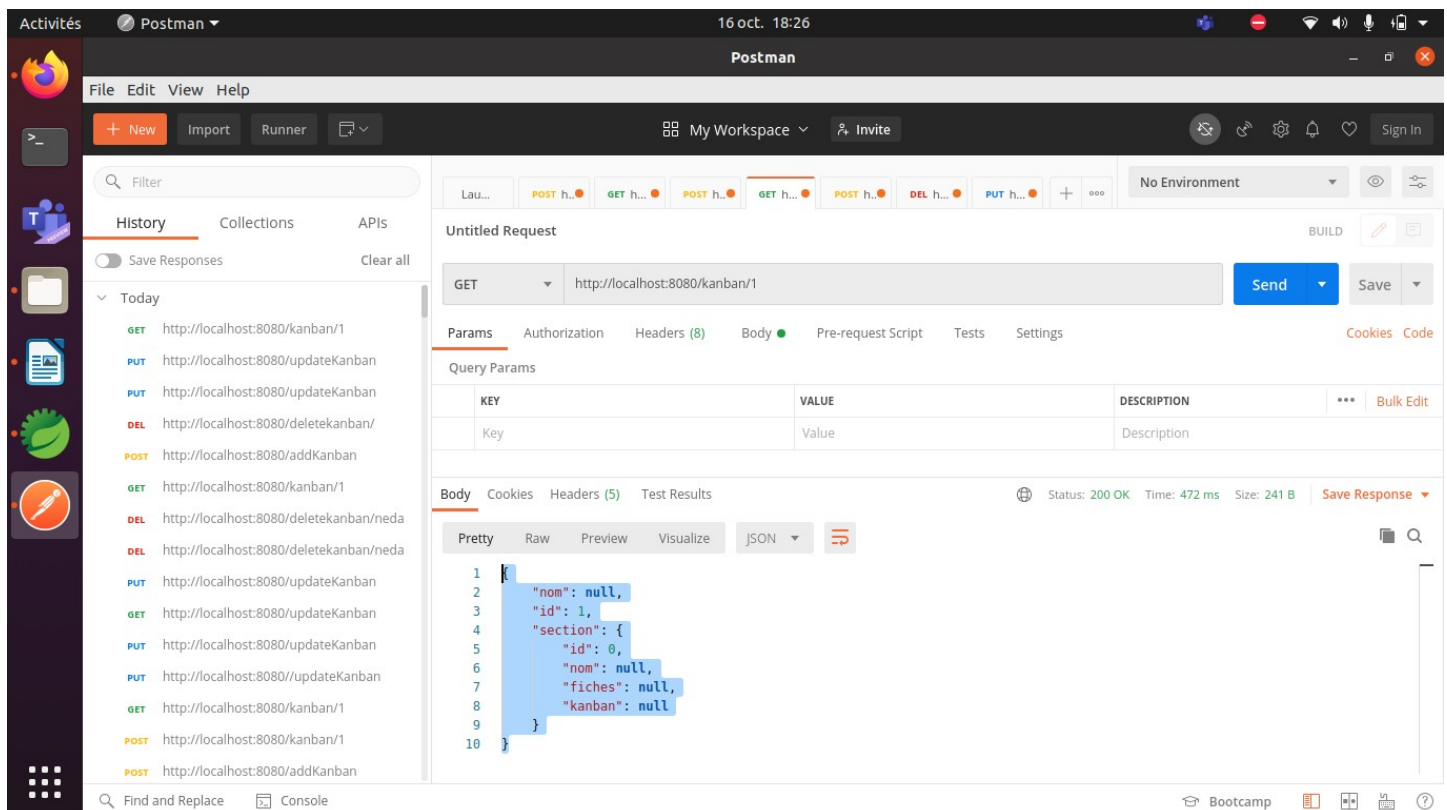 Activités Postman 16 oct. 18:26
Postman
File Edit View Help
+ New Import Runner My Workspace Invite Sign In
Filter
History Collections APIs
Save Responses Clear all
Today
GET http://localhost:8080/kanban/1
PUT http://localhost:8080/updateKanban
PUT http://localhost:8080/updateKanban
DEL http://localhost:8080/deletekanban/
POST http://localhost:8080/addKanban
GET http://localhost:8080/kanban/1
DEL http://localhost:8080/deletekanban/neda
DEL http://localhost:8080/deletekanban/neda
PUT http://localhost:8080/updateKanban
GET http://localhost:8080/updateKanban
PUT http://localhost:8080/updateKanban
PUT http://localhost:8080//updateKanban
GET http://localhost:8080/kanban/1
POST http://localhost:8080/kanban/1
POST http://localhost:8080/addKanban
Lau... POST h.. GET h... POST h.. GET h... POST h.. DEL h... PUT h... + ooo No Environment
Untitled Request BUILD
GET http://localhost:8080/kanban/1 Send Save
Params Authorization Headers (8) Body Pre-request Script Tests Settings Cookies Code
Query Params
KEY VALUE DESCRIPTION ••• Bulk Edit
Key Value Description
Body Cookies Headers (5) Test Results Status: 200 OK Time: 472 ms Size: 241 B Save Response
Pretty Raw Preview Visualize JSON
1 {
2 "nom": null,
3 "id": 1,
4 "section": {
5 "id": 0,
6 "nom": null,
7 "fiches": null,
8 "kanban": null
9 }
10 }
Find and Replace Console Bootcamp ?